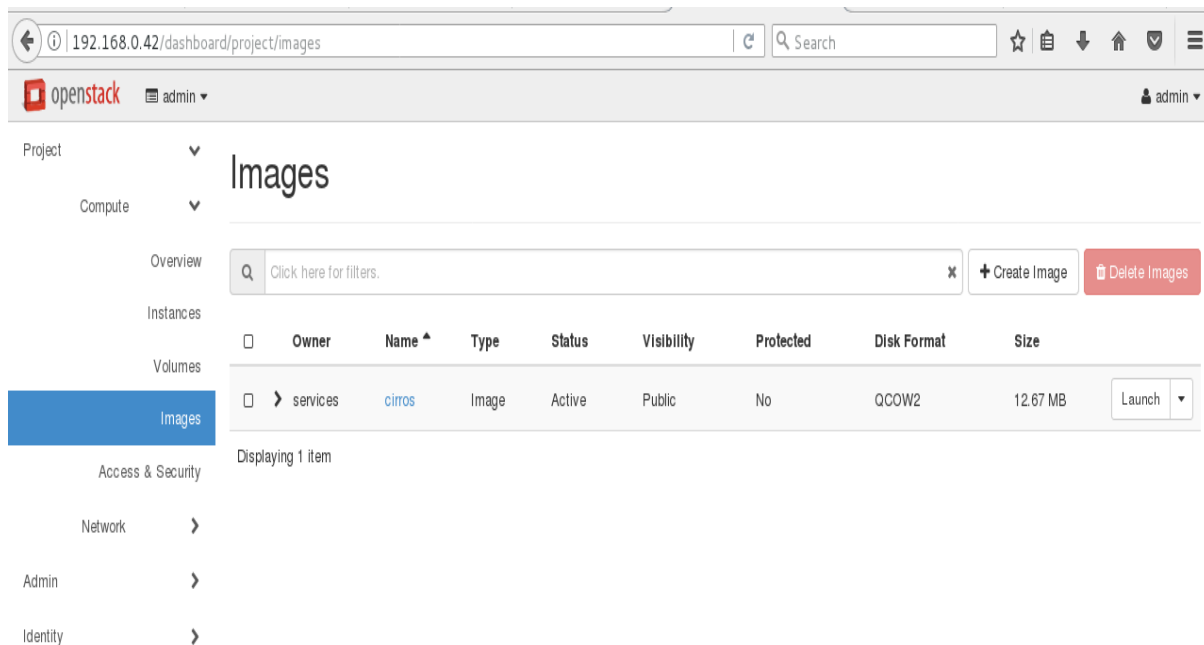 192.168.0.42/dashboard/project/images
Search
openstack admin admin
Project
Compute
Overview
Instances
Volumes
Images
Access & Security
Network
Admin
Identity
Images
Click here for filters. Create Image Delete Images
Owner Name Type Status Visibility Protected Disk Format Size
services cirros Image Active Public No QCOW2 12.67 MB Launch
Displaying 1 item